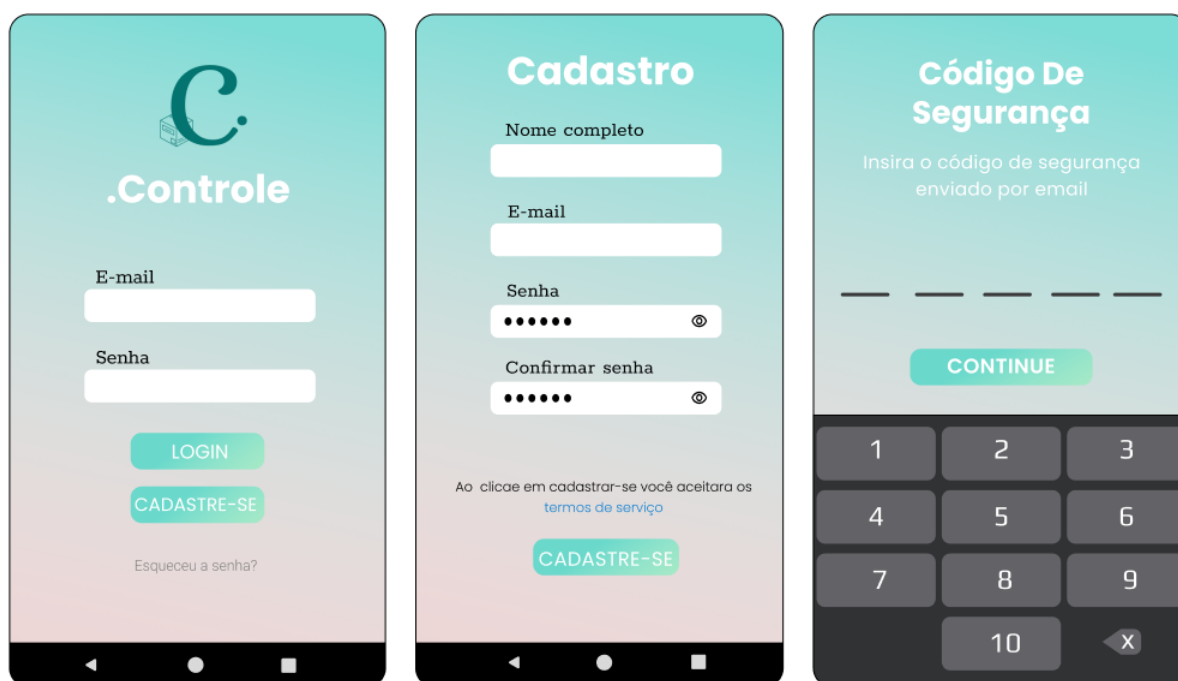 C.
.Controle
E-mail
Senha
LOGIN
CADASTRE-SE
Esqueceu a senha?
Cadastro
Nome completo
E-mail
Senha
Confirmar senha
Ao clicae em cadastrar-se você aceitara os
termos de serviço
CADASTRE-SE
Código De
Segurança
Insira o código de segurança
enviado por email
CONTINUE
1 2 3
4 5 6
7 8 9
10 X